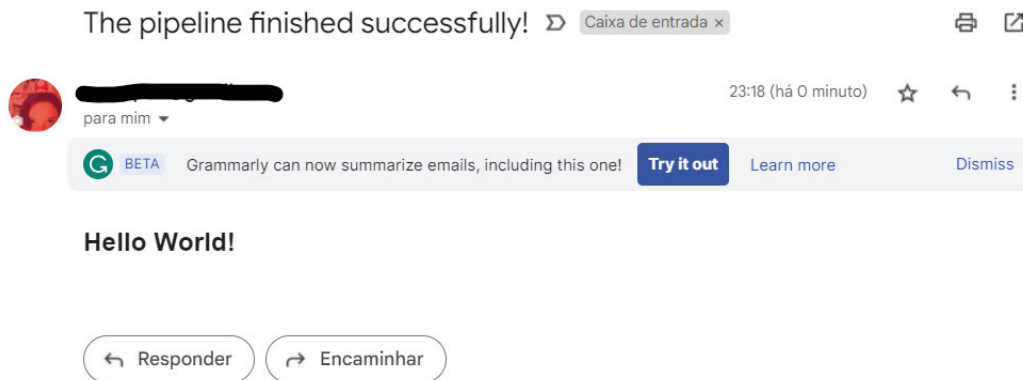 The pipeline finished successfully! Caixa de entrada ×
23:18 (há 0 minuto)
para mim
G BETA Grammarly can now summarize emails, including this one! Try it out Learn more Dismiss
Hello World!
Responder Encaminhar